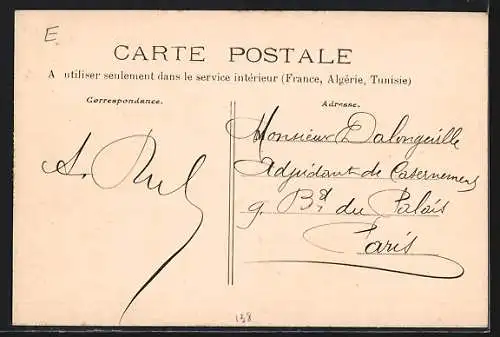 E
CARTE POSTALE
A utiliser seulement dans le service intérieur (France, Algérie, Tunisie)
Correspondance.
Adresse.
A. Rul
Monsieur Dalongeville
Adjudant de Casernement
9. Bd du Palais
Paris
138